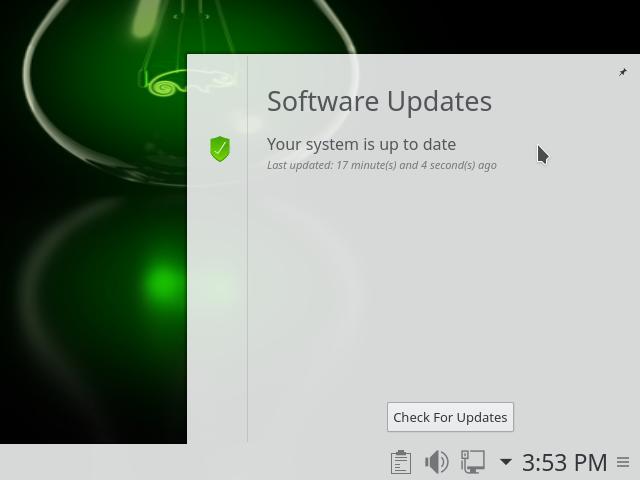 Software Updates
Your system is up to date
Last updated: 17 minute(s) and 4 second(s) ago
Check For Updates
3:53 PM